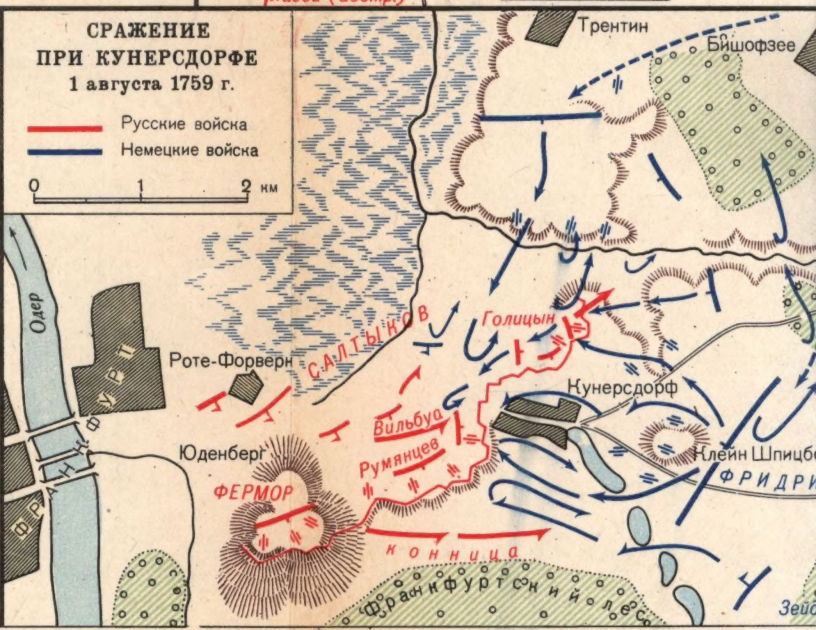 СРАЖЕНИЕ
ПРИ КУНЕРСДОРФЕ
1 августа 1759 г.
Русские войска
Немецкие войска
0 1 2 км
Трентин
Бишофзее
Одер
ФРАНКФУРТ
Роте-Форверк
САЛТЫКОВ
Голицын
Кунерсдорф
Вильбуа
Румянцев
Юденберг
ФЕРМОР
Клейн Шпицбе
ФРИДРИ
конница
Франкфуртский лес
Зейд